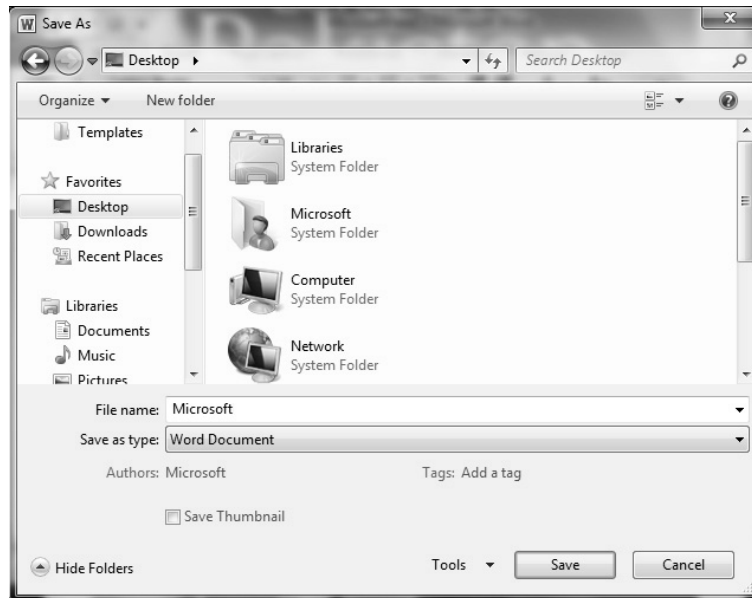 Save As
Desktop
Search Desktop
Organize
New folder
Templates
Favorites
Desktop
Downloads
Recent Places
Libraries
Documents
Music
Pictures
Libraries
System Folder
Microsoft
System Folder
Computer
System Folder
Network
System Folder
File name: Microsoft
Save as type: Word Document
Authors: Microsoft
Tags: Add a tag
Save Thumbnail
Hide Folders
Tools
Save
Cancel